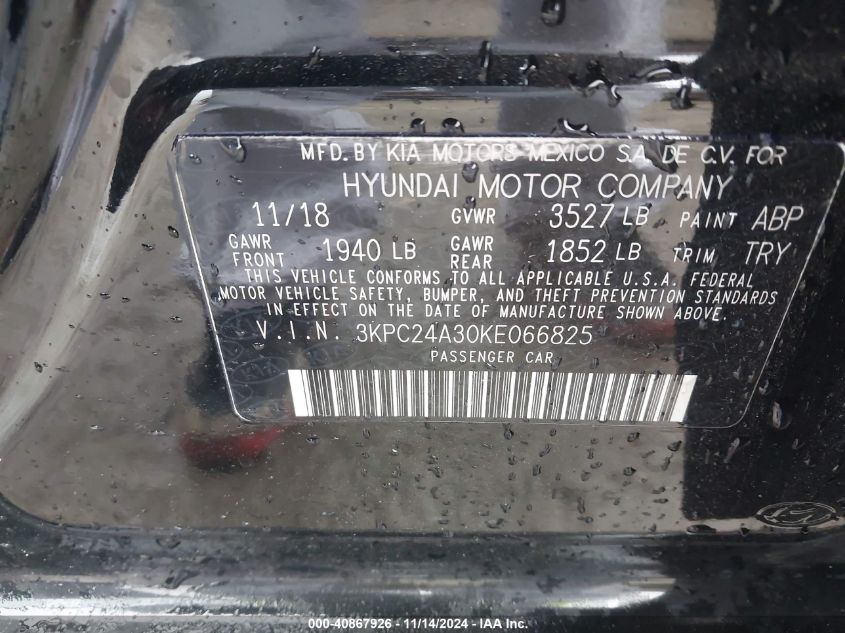 MFD. BY KIA MOTORS MEXICO S.A. DE C.V. FOR
HYUNDAI MOTOR COMPANY
11/18 GVWR 3527 LB PAINT ABP
GAWR FRONT 1940 LB GAWR REAR 1852 LB TRIM TRY
THIS VEHICLE CONFORMS TO ALL APPLICABLE U.S.A. FEDERAL
MOTOR VEHICLE SAFETY, BUMPER, AND THEFT PREVENTION STANDARDS
IN EFFECT ON THE DATE OF MANUFACTURE SHOWN ABOVE.
V.I.N. 3KPC24A30KE066825
PASSENGER CAR
000-40867926 - 11/14/2024 - IAA Inc.